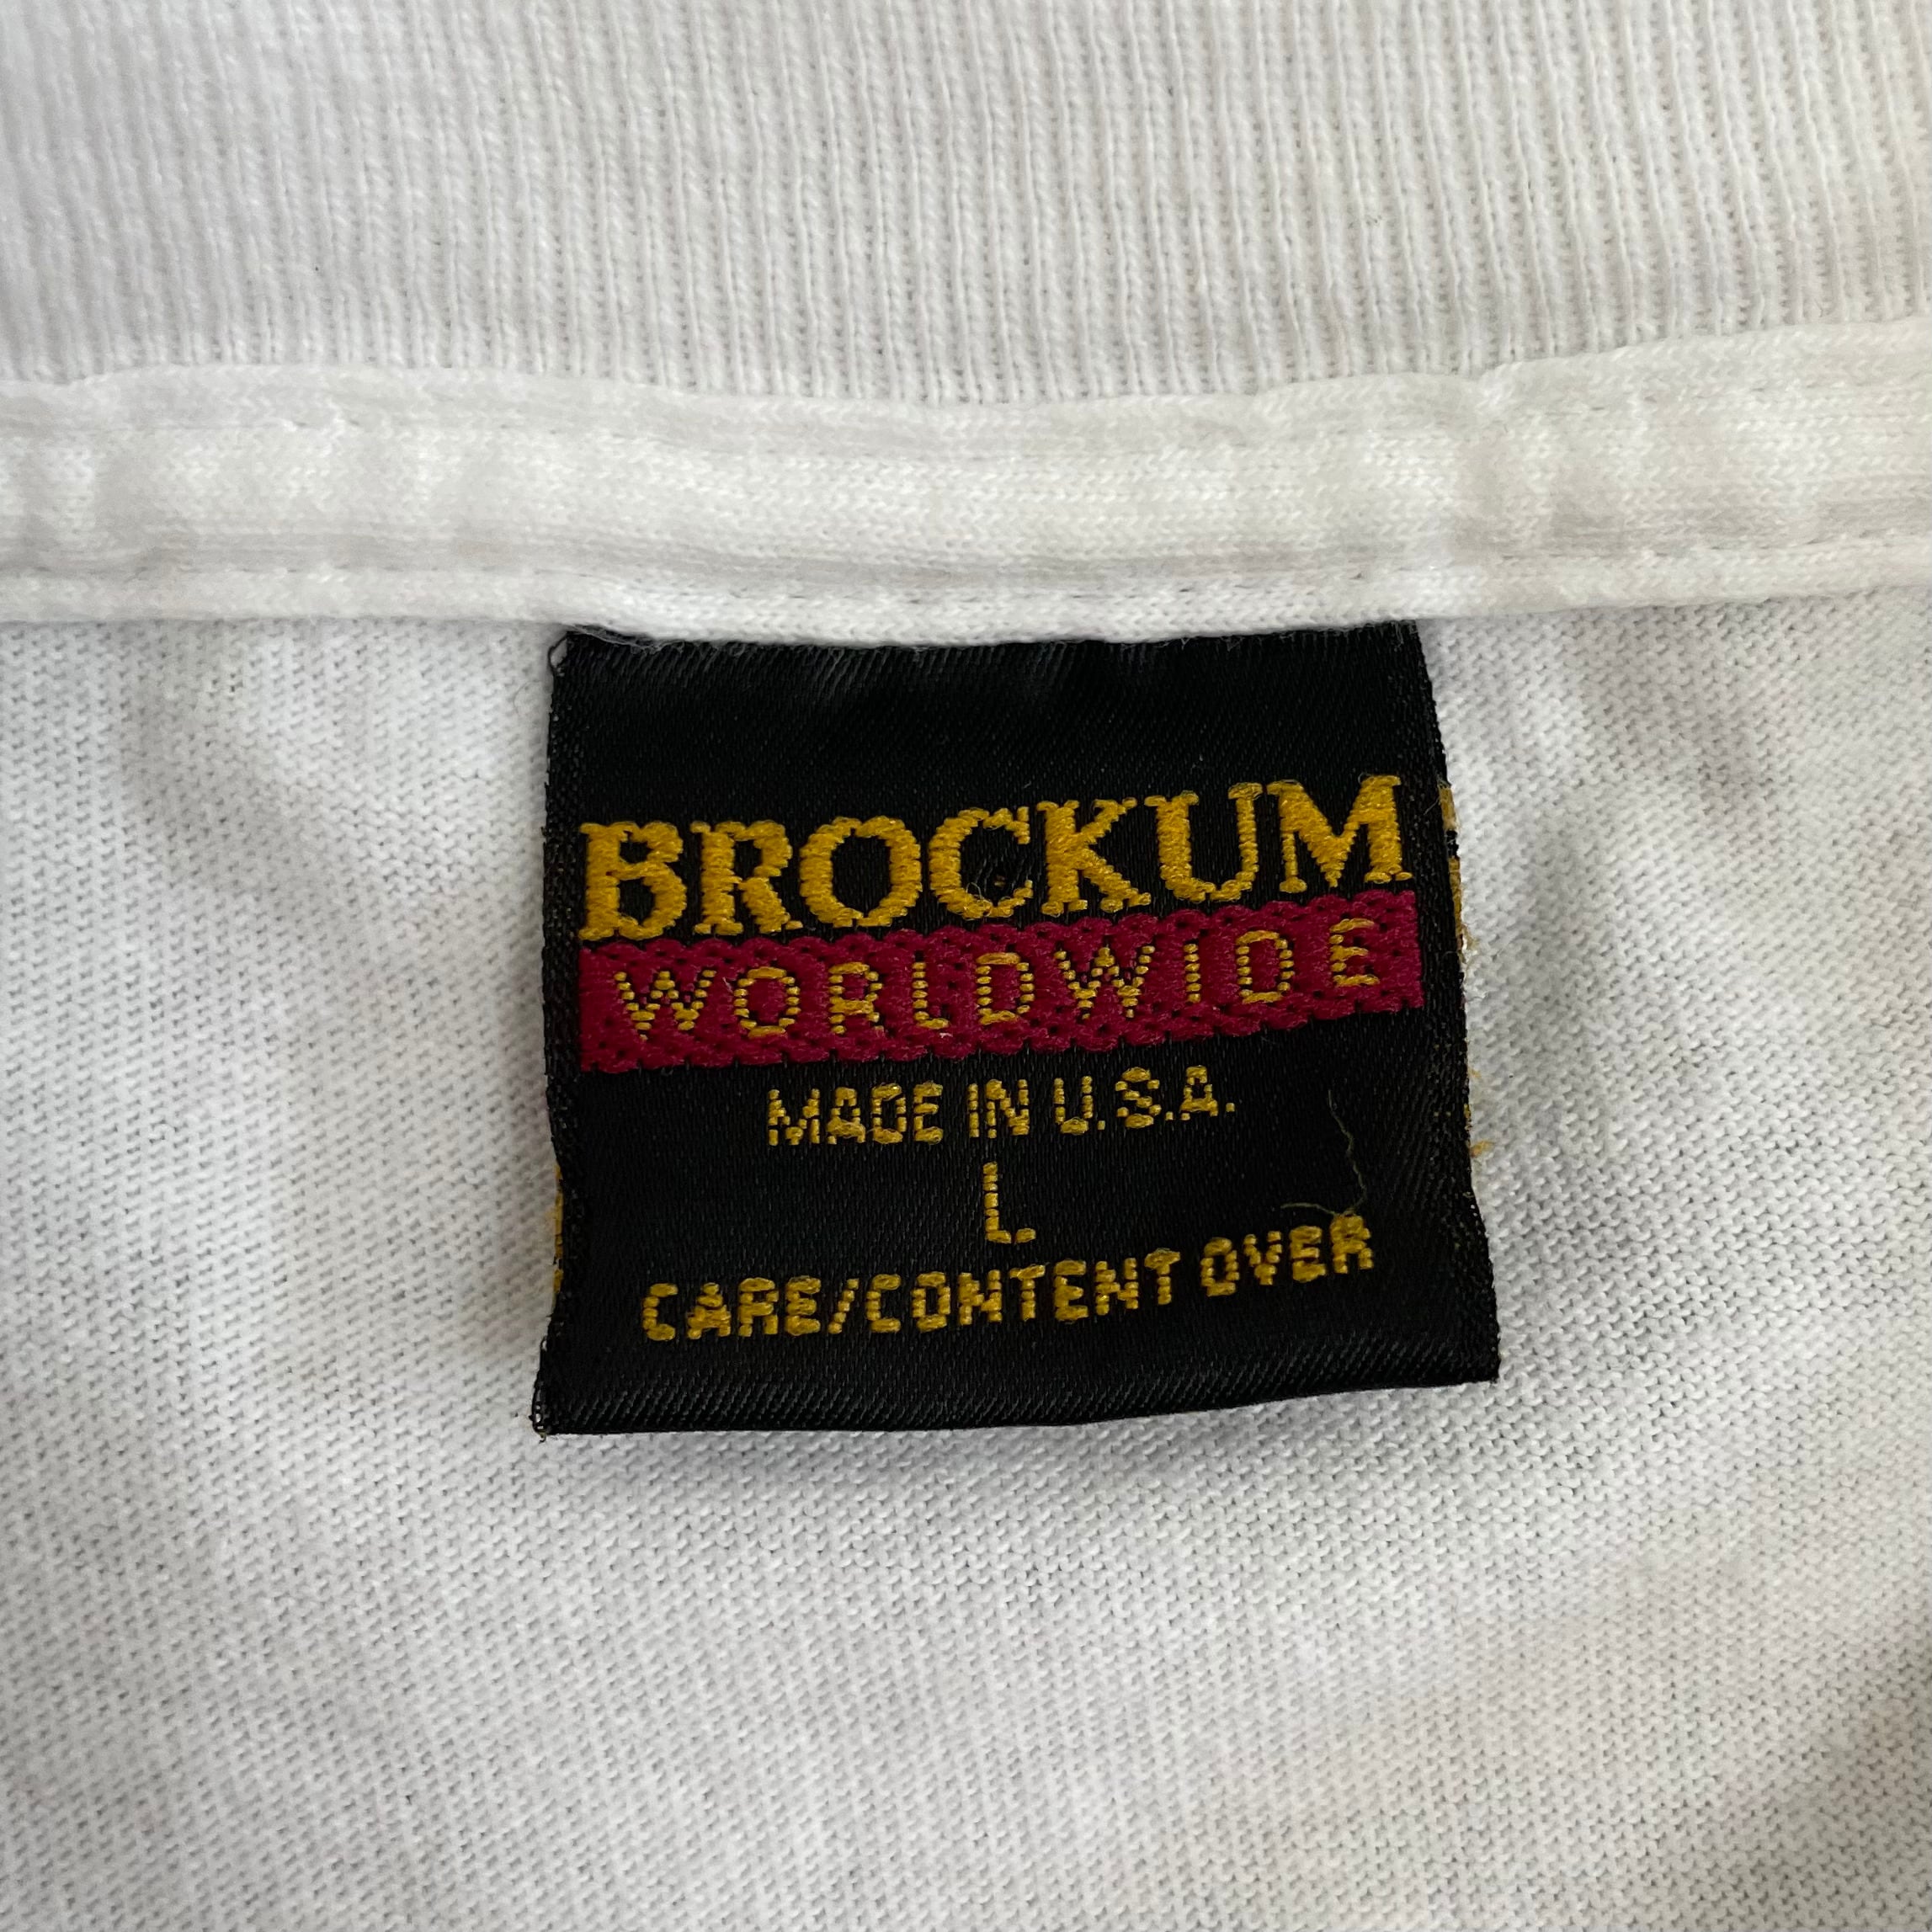 BROCKUM
WORLDWIDE
MADE IN U.S.A.
L
CARE/CONTENT OVER